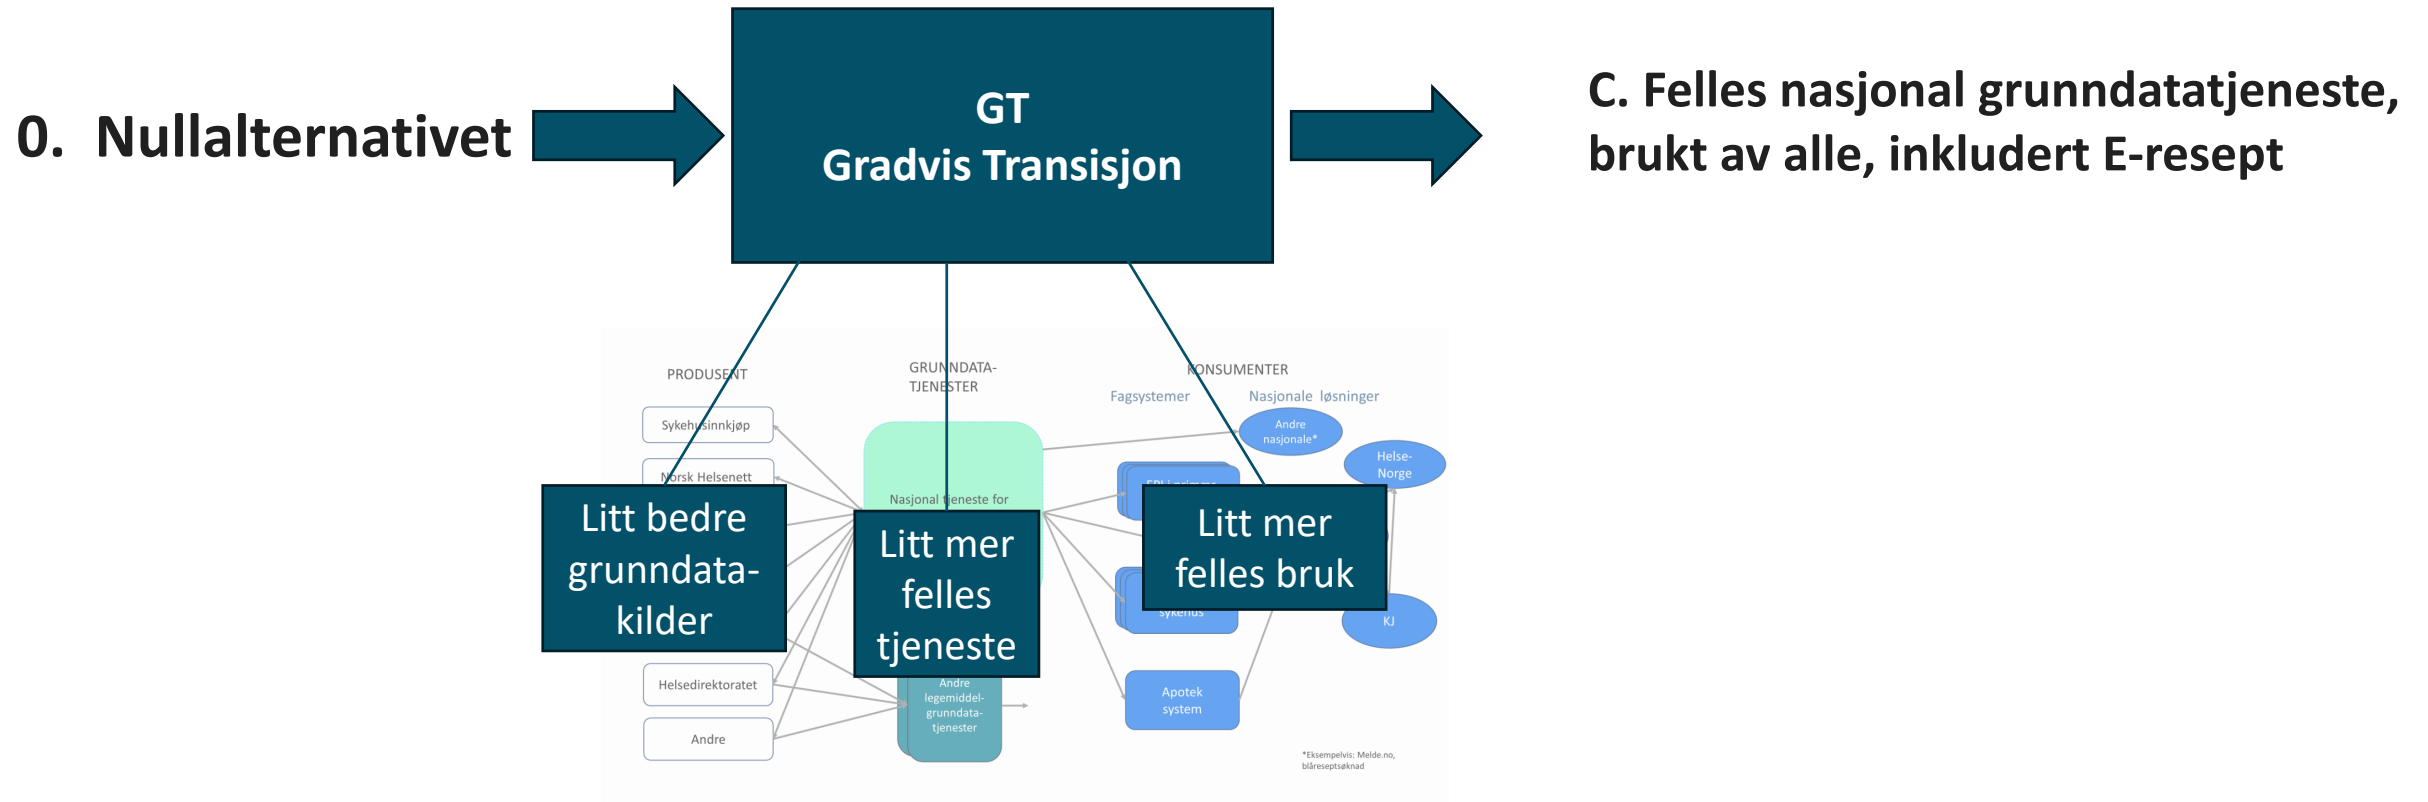 0. Nullalternativet
GT
Gradvis Transisjon
C. Felles nasjonal grunndatatjeneste,
brukt av alle, inkludert E-resept
PRODUSENT
GRUNNDATA-
TJENESTER
KONSUMENTER
Fagsystemer
Nasjonale løsninger
Sykehusinnkjøp
Norsk Helsenett
Litt bedre
grunndata-
kilder
Helsedirektoratet
Andre
Nasjonal tjeneste for
Litt mer
felles
tjeneste
Andre
legemiddel-
grunndata-
tjenester
Andre
nasjonale*
Helse-
Norge
Litt mer
felles bruk
sykehus
KJ
Apotek
system
*Eksempelvis: Melde.no,
blåreseptsøknad